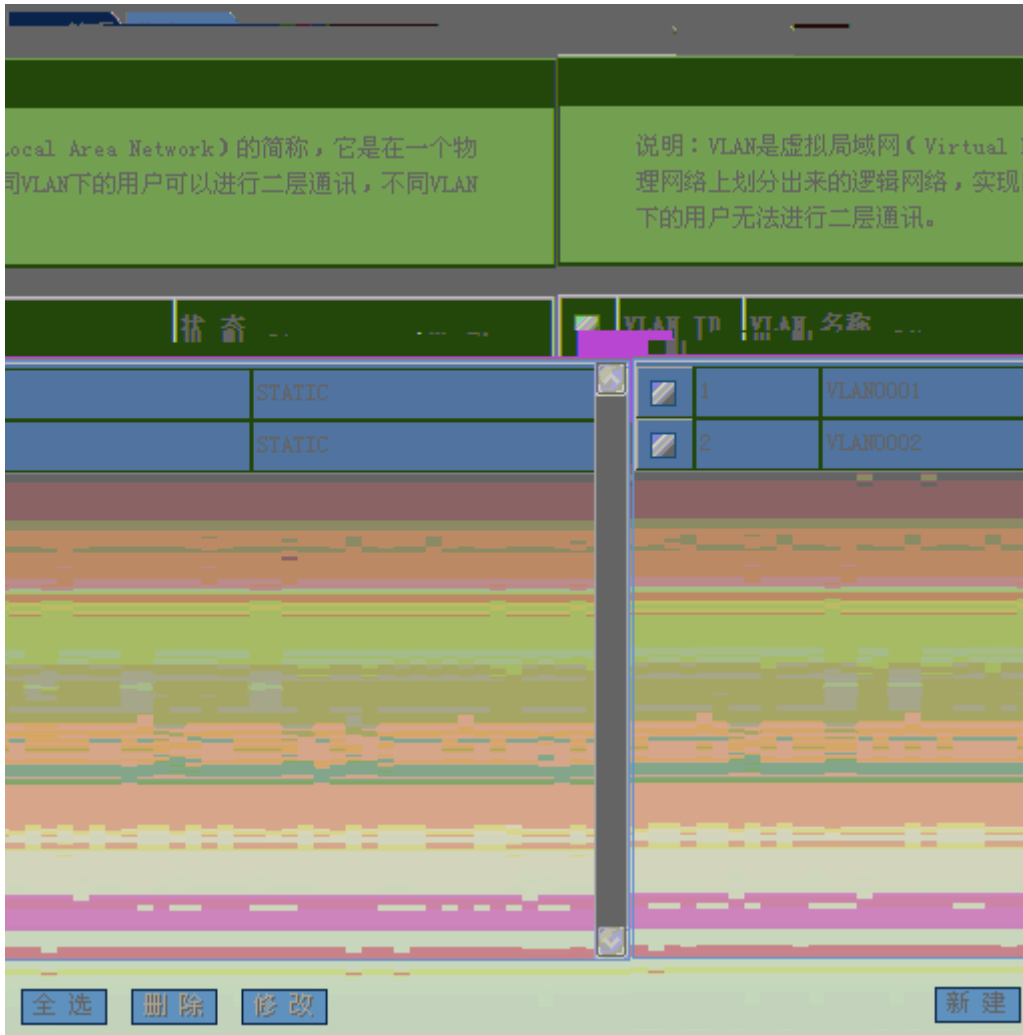 Local Area Network)的简称，它是在一个物
同VLAN下的用户可以进行二层通讯，不同VLAN
说明：VLAN是虚拟局域网(Virtual
理网络上划分出来的逻辑网络，实现
下的用户无法进行二层通讯。
状 态
VLAN ID VLAN 名称
STATIC
1 VLAN0001
STATIC
2 VLAN0002
全 选 删 除 修 改 新 建